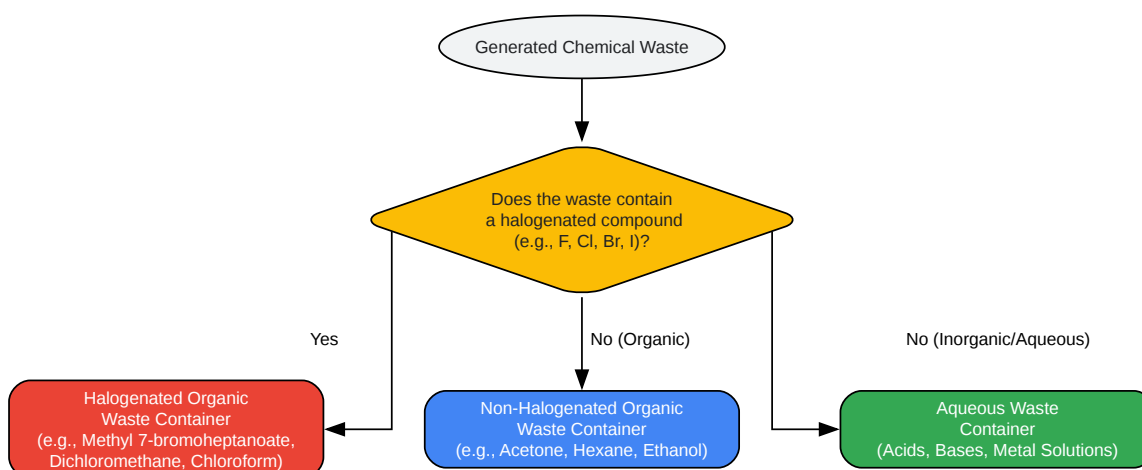 Generated Chemical Waste
Does the waste contain
a halogenated compound
(e.g., F, Cl, Br, I)?
Yes
No (Organic)
No (Inorganic/Aqueous)
Halogenated Organic
Waste Container
(e.g., Methyl 7-bromoheptanoate,
Dichloromethane, Chloroform)
Non-Halogenated Organic
Waste Container
(e.g., Acetone, Hexane, Ethanol)
Aqueous Waste
Container
(Acids, Bases, Metal Solutions)